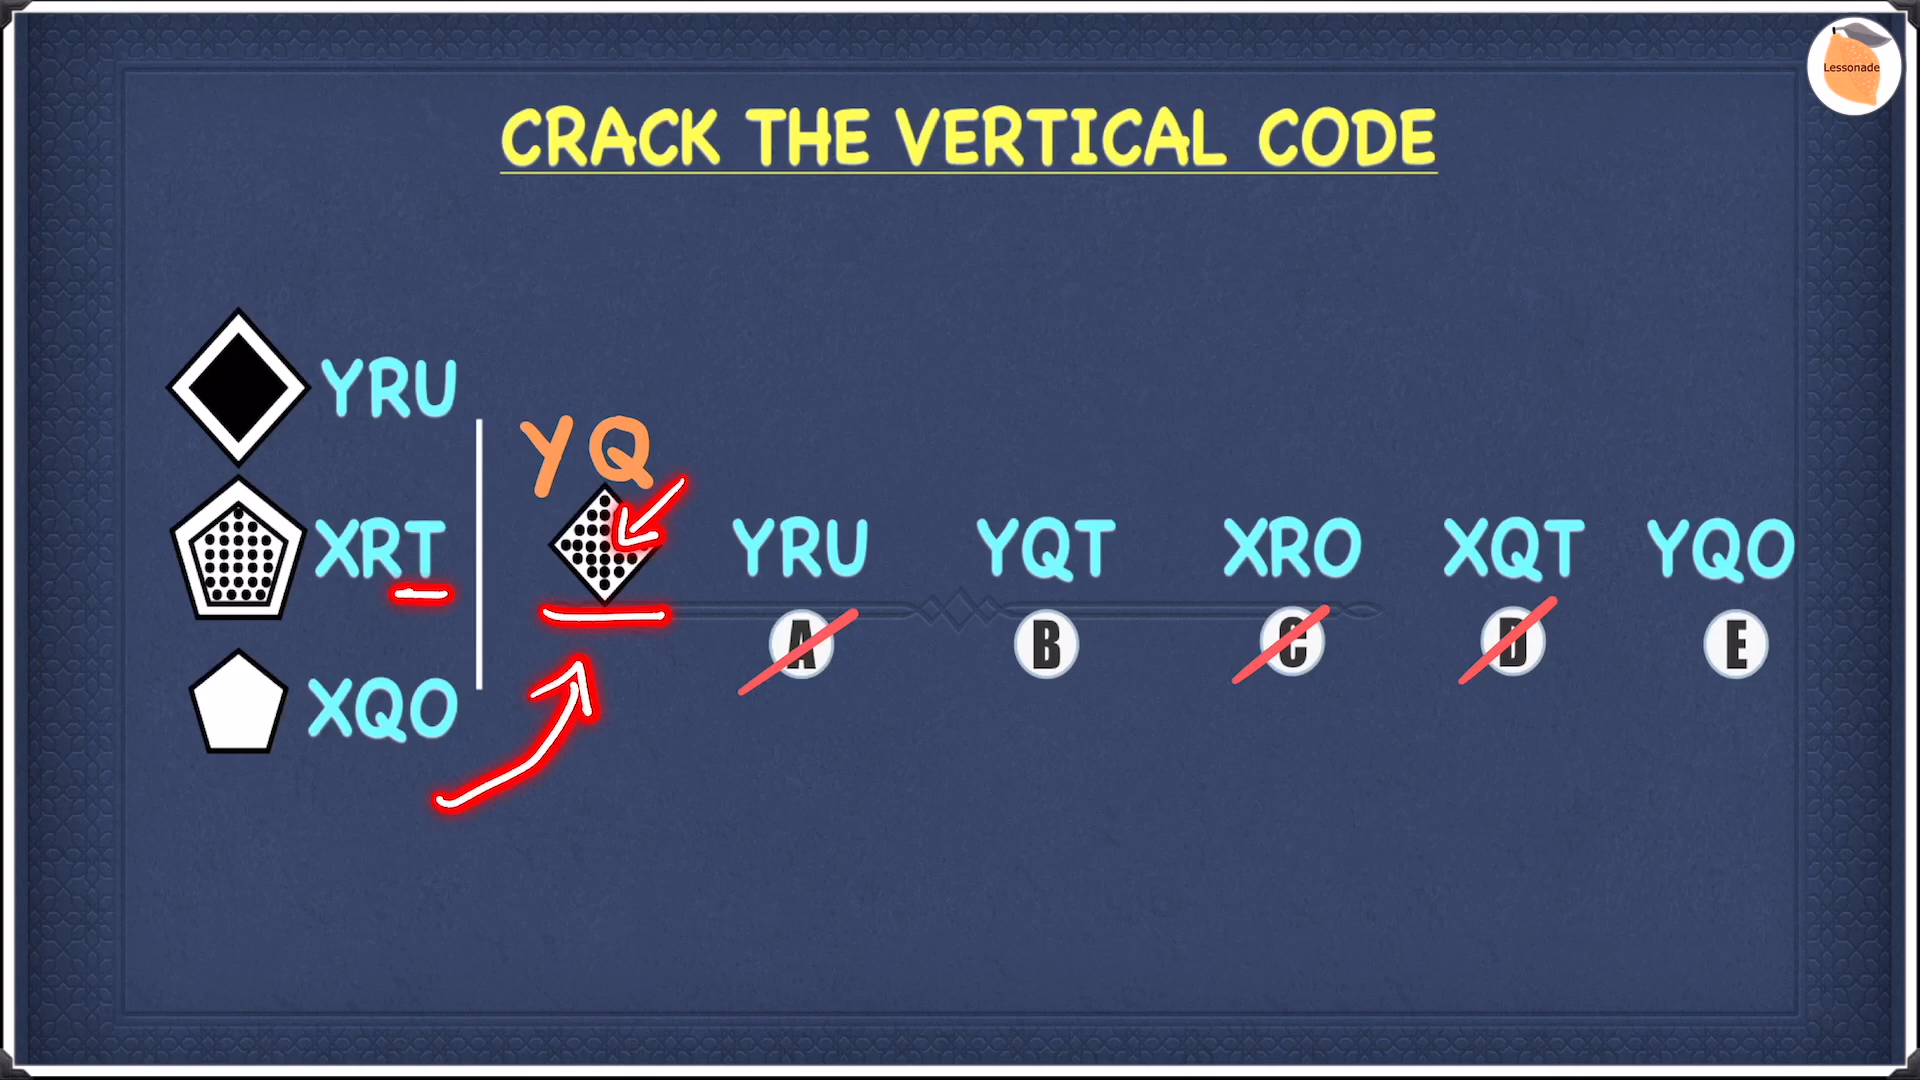 Lessonade
CRACK THE VERTICAL CODE
YRU
XRT
XQO
YQ
YRU YQT XRO XQT YQO
A B C D E